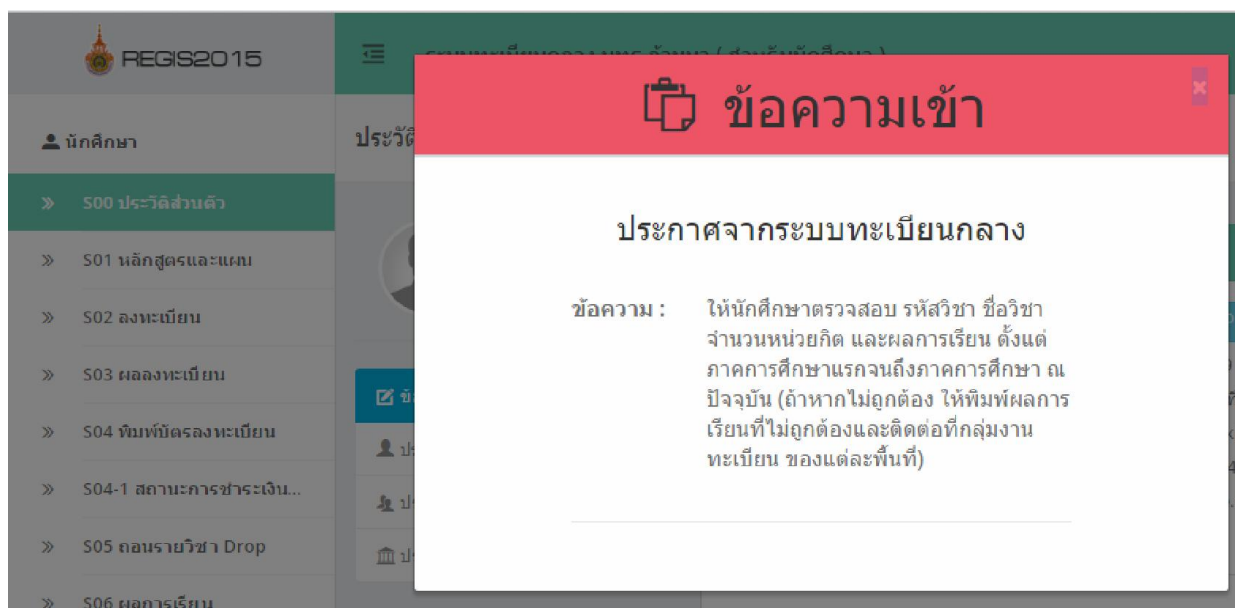 REGIS2015
ข้อความเข้า
นักศึกษา
ประวัติ
S00 ประวัติส่วนตัว
S01 หลักสูตรและแผน
S02 ลงทะเบียน
S03 ผลลงทะเบียน
S04 พิมพ์บัตรลงทะเบียน
S04-1 สถานะการชำระเงิน...
S05 ถอนรายวิชา Drop
S06 ผลการเรียน
ประกาศจากระบบทะเบียนกลาง
ข้อความ :
ให้นักศึกษาตรวจสอบ รหัสวิชา ชื่อวิชา
จำนวนหน่วยกิต และผลการเรียน ตั้งแต่
ภาคการศึกษาแรกจนถึงภาคการศึกษา ณ
ปัจจุบัน (ถ้าหากไม่ถูกต้อง ให้พิมพ์ผลการ
เรียนที่ไม่ถูกต้องและติดต่อที่กลุ่มงาน
ทะเบียน ของแต่ละพื้นที่)